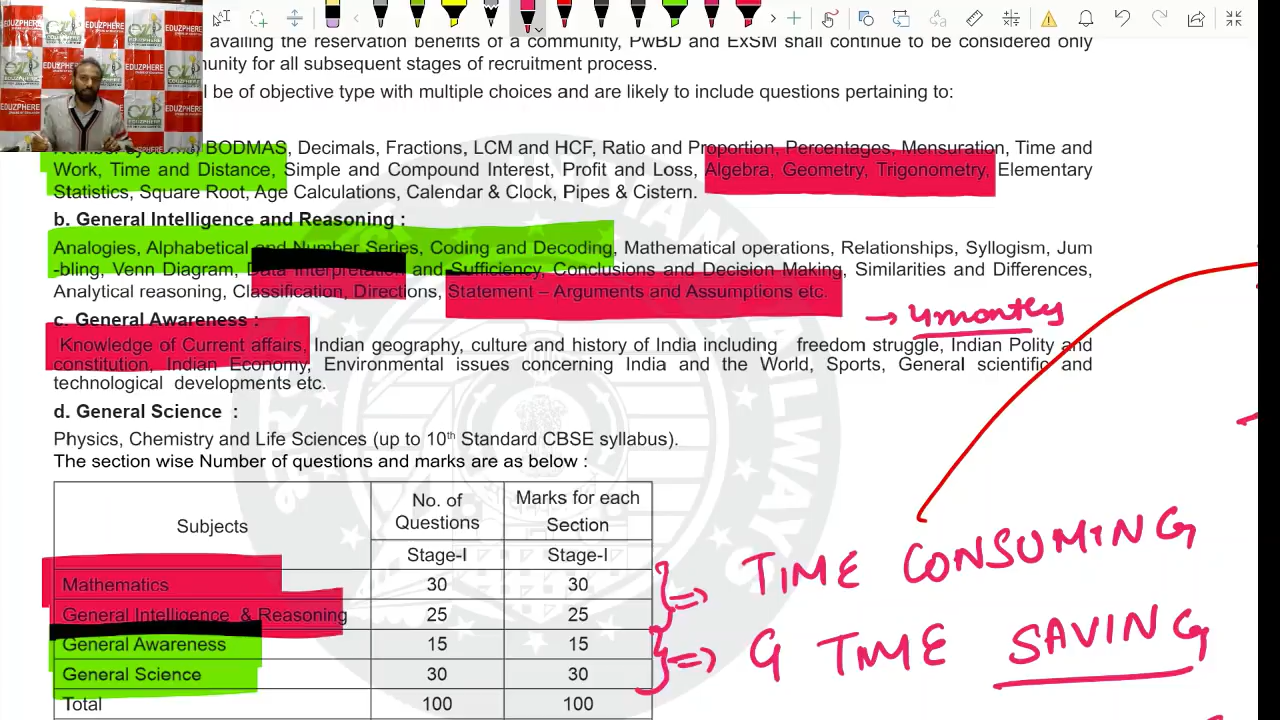 EDUZPHERE
availing the reservation benefits of a community, PwBD and ExSM shall continue to be considered only
for all subsequent stages of recruitment process.
be of objective type with multiple choices and are likely to include questions pertaining to:
BODMAS, Decimals, Fractions, LCM and HCF, Ratio and Proportion, Percentages, Mensuration, Time and
Work, Time and Distance, Simple and Compound Interest, Profit and Loss, Algebra, Geometry, Trigonometry, Elementary
Statistics, Square Root, Age Calculations, Calendar & Clock, Pipes & Cistern.
b. General Intelligence and Reasoning :
Analogies, Alphabetical and Number Series, Coding and Decoding, Mathematical operations, Relationships, Syllogism, Jum
-bling, Venn Diagram, Data Interpretation and Sufficiency, Conclusions and Decision Making, Similarities and Differences,
Analytical reasoning, Classification, Directions, Statement – Arguments and Assumptions etc.
→ 4 montly
c. General Awareness :
Knowledge of Current affairs, Indian geography, culture and history of India including freedom struggle, Indian Polity and
constitution, Indian Economy, Environmental issues concerning India and the World, Sports, General scientific and
technological developments etc.
d. General Science :
Physics, Chemistry and Life Sciences (up to 10th Standard CBSE syllabus).
The section wise Number of questions and marks are as below :
Subjects No. of Questions Marks for each Section
Stage-I Stage-I
Mathematics 30 30
General Intelligence & Reasoning 25 25
General Awareness 15 15
General Science 30 30
Total 100 100
⇒ TIME CONSUMING
⇒ G TIME SAVING